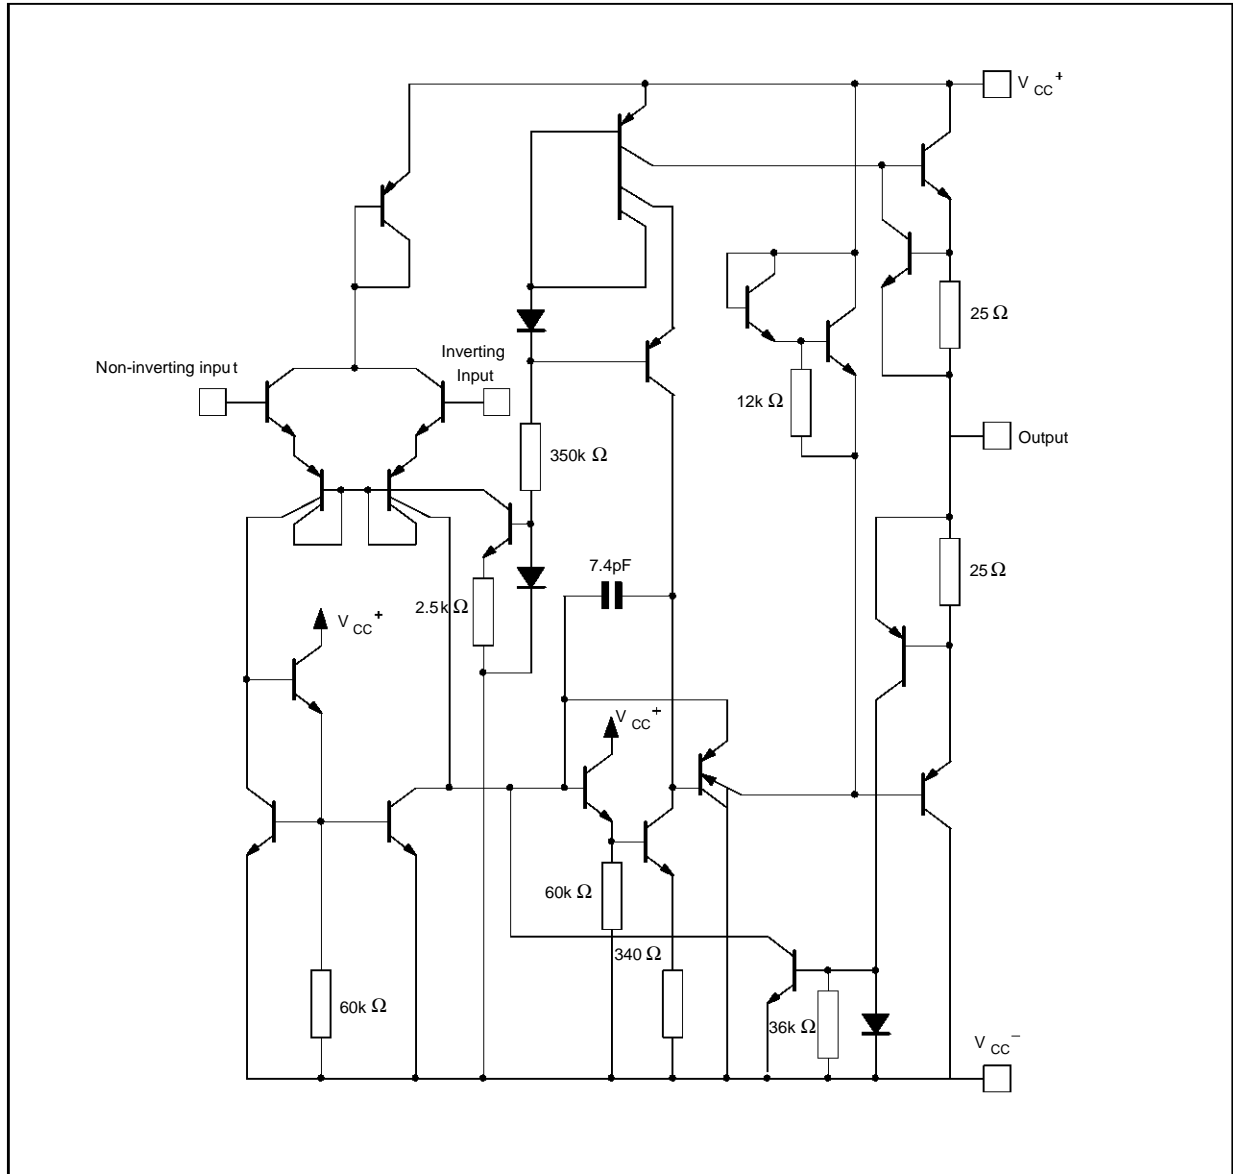 V CC +
25 Ω
Inverting
Input
Non-inverting input
12k Ω
Output
350k Ω
7.4pF
25 Ω
2.5k Ω
V CC +
V CC +
60k Ω
340 Ω
60k Ω
36k Ω
V CC −